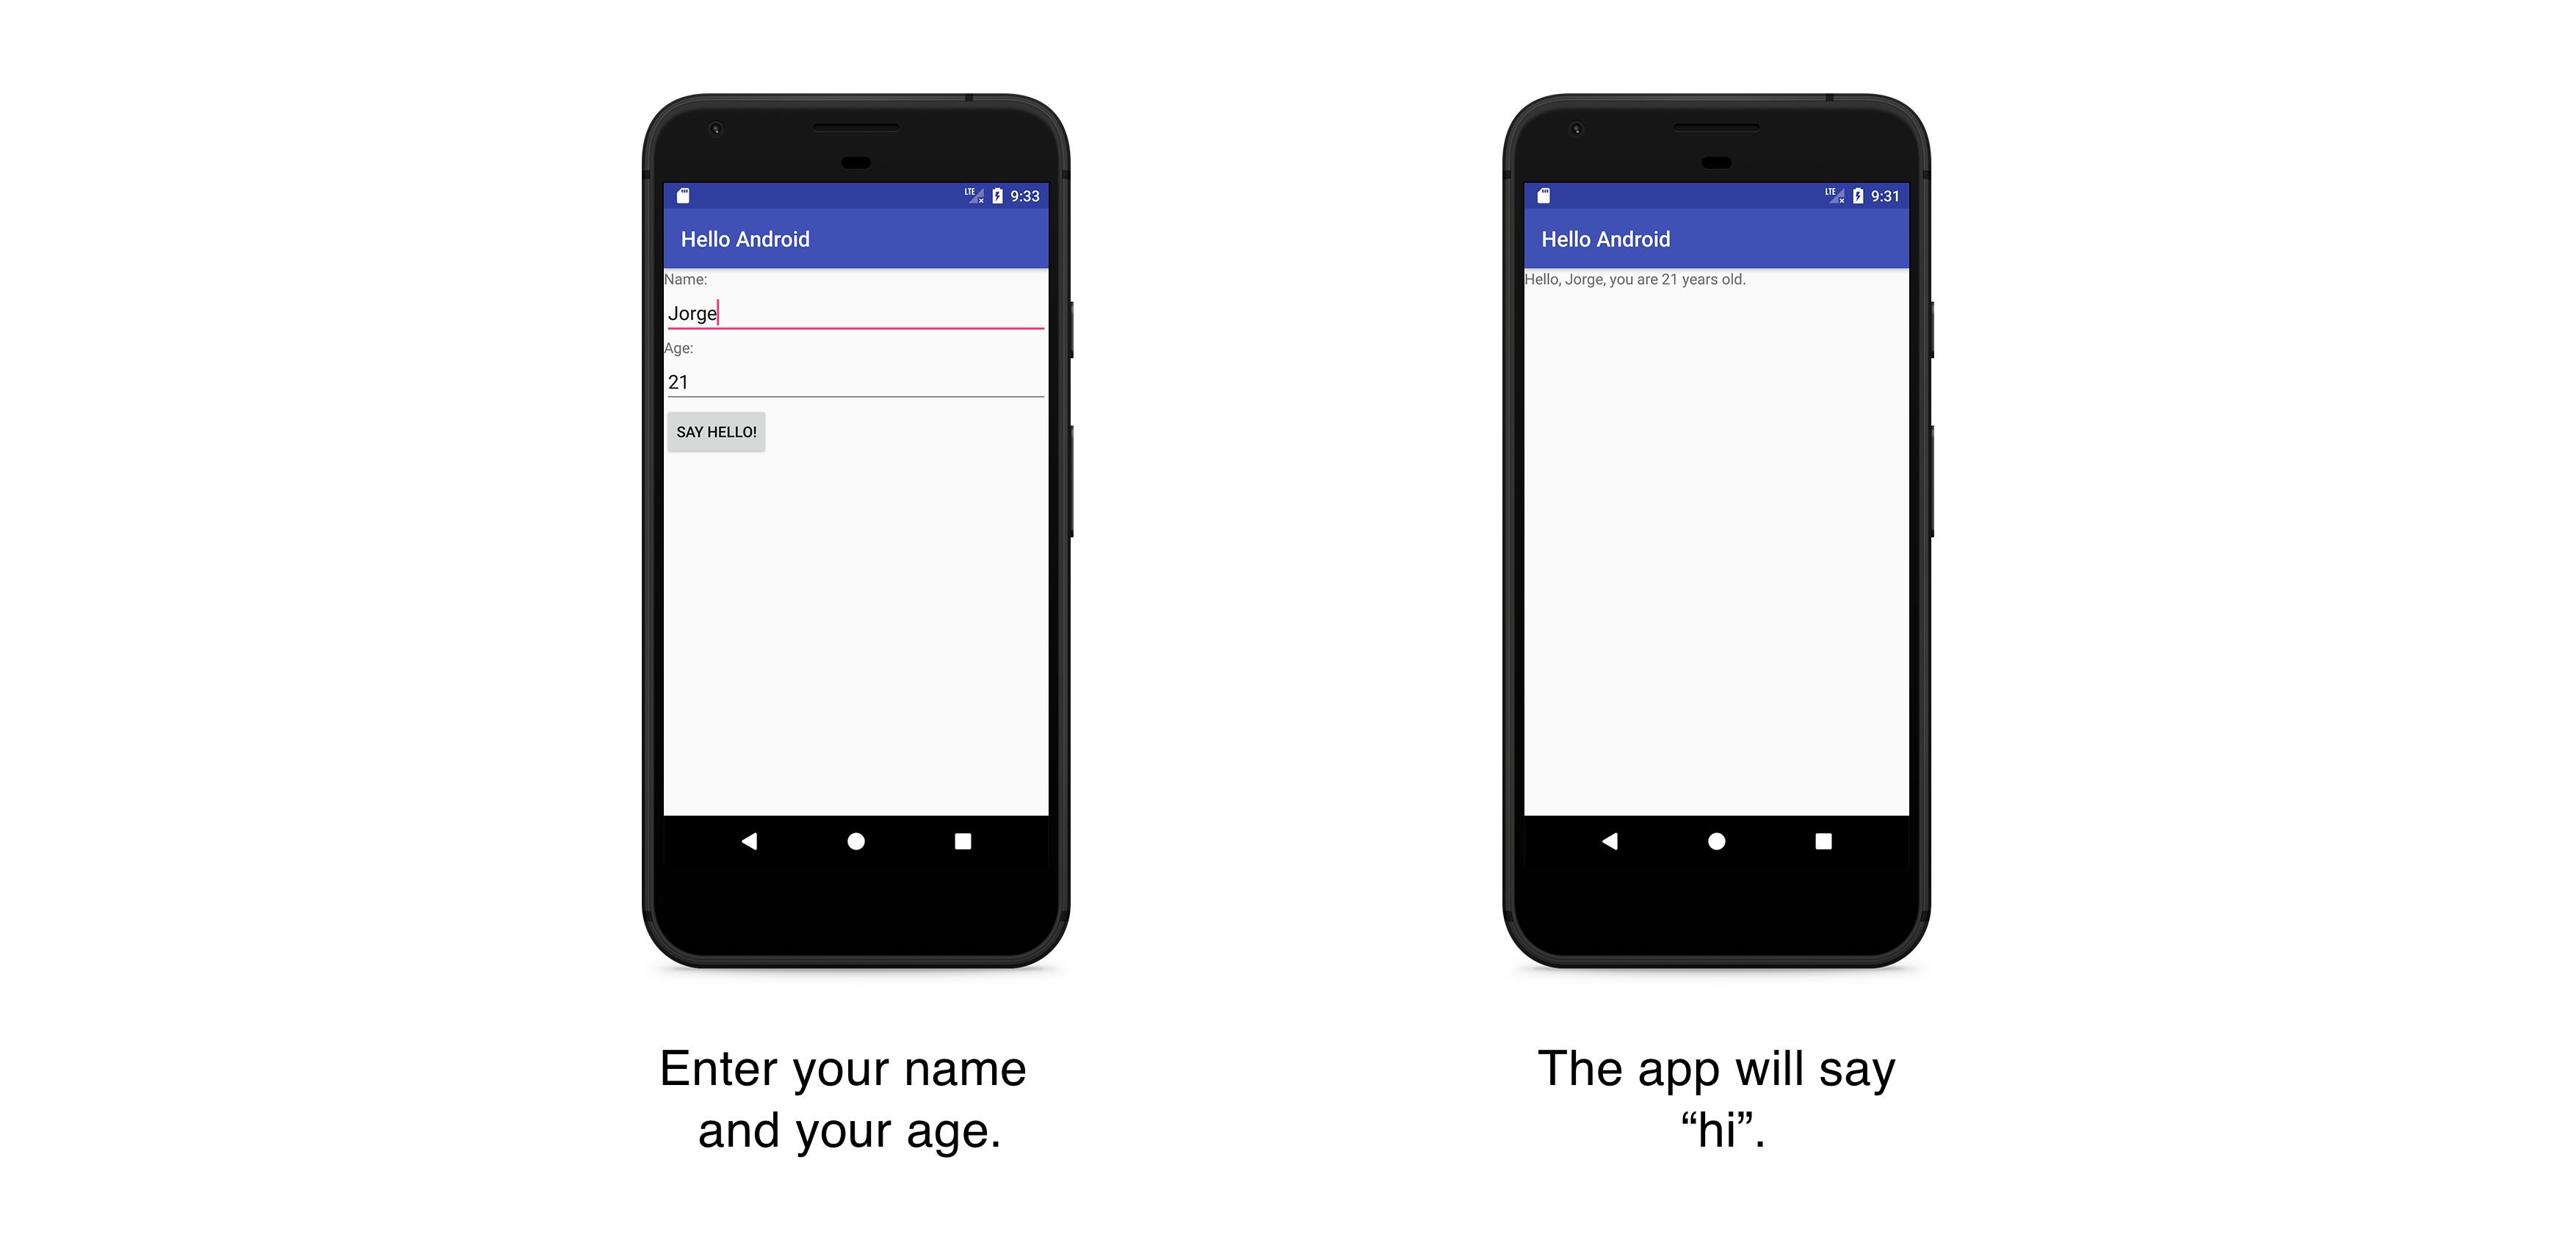 LTE 9:33
Hello Android
Name:
Jorge
Age:
21
SAY HELLO!
Enter your name
and your age.
LTE 9:31
Hello Android
Hello, Jorge, you are 21 years old.
The app will say
“hi”.